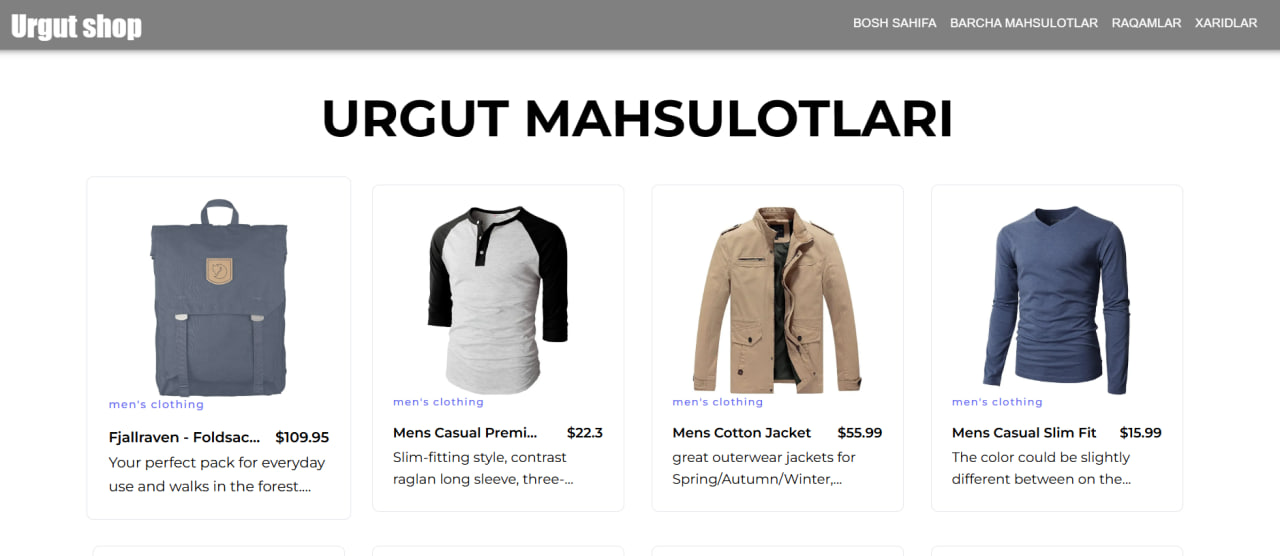 Urgut shop
BOSH SAHIFA BARCHA MAHSULOTLAR RAQAMLAR XARIDLAR
URGUT MAHSULOTLARI
men's clothing
Fjallraven - Foldsac... $109.95
Your perfect pack for everyday
use and walks in the forest....
men's clothing
Mens Casual Premi... $22.3
Slim-fitting style, contrast
raglan long sleeve, three-...
men's clothing
Mens Cotton Jacket $55.99
great outerwear jackets for
Spring/Autumn/Winter,...
men's clothing
Mens Casual Slim Fit $15.99
The color could be slightly
different between on the...